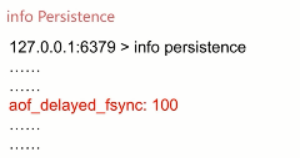 info Persistence
127.0.0.1:6379 > info persistence
......
......
aof_delayed_fsync: 100
......
......